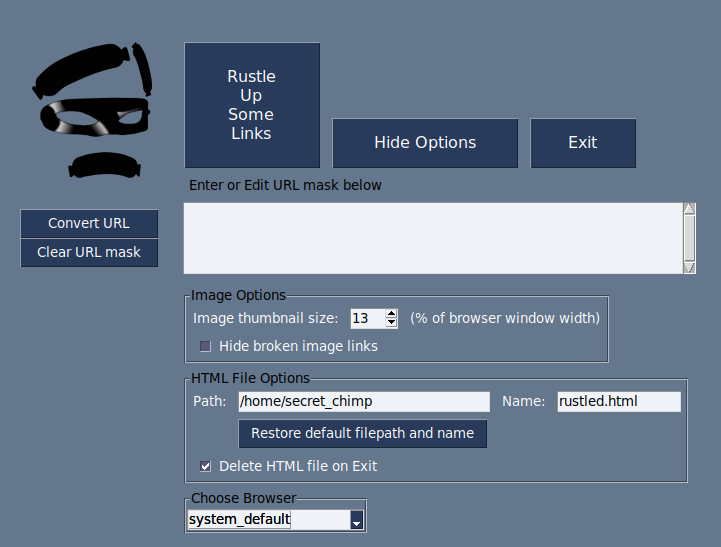 Rustle
Up
Some
Links
Hide Options
Exit
Enter or Edit URL mask below
Convert URL
Clear URL mask
Image Options
Image thumbnail size: 13 (% of browser window width)
Hide broken image links
HTML File Options
Path: /home/secret_chimp Name: rustled.html
Restore default filepath and name
Delete HTML file on Exit
Choose Browser
system_default